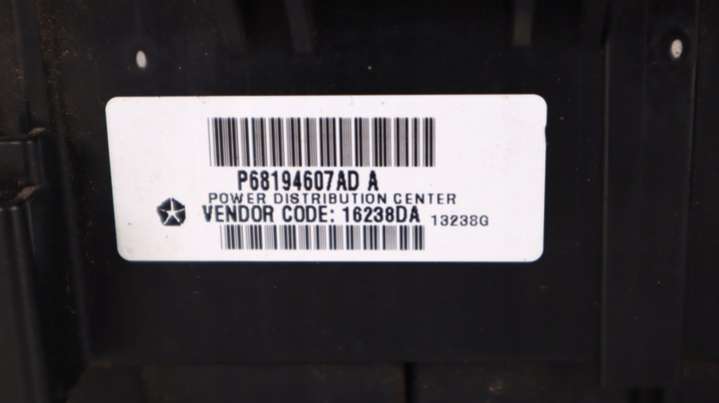 P68194607AD A
POWER DISTRIBUTION CENTER
VENDOR CODE: 16238DA 13238G